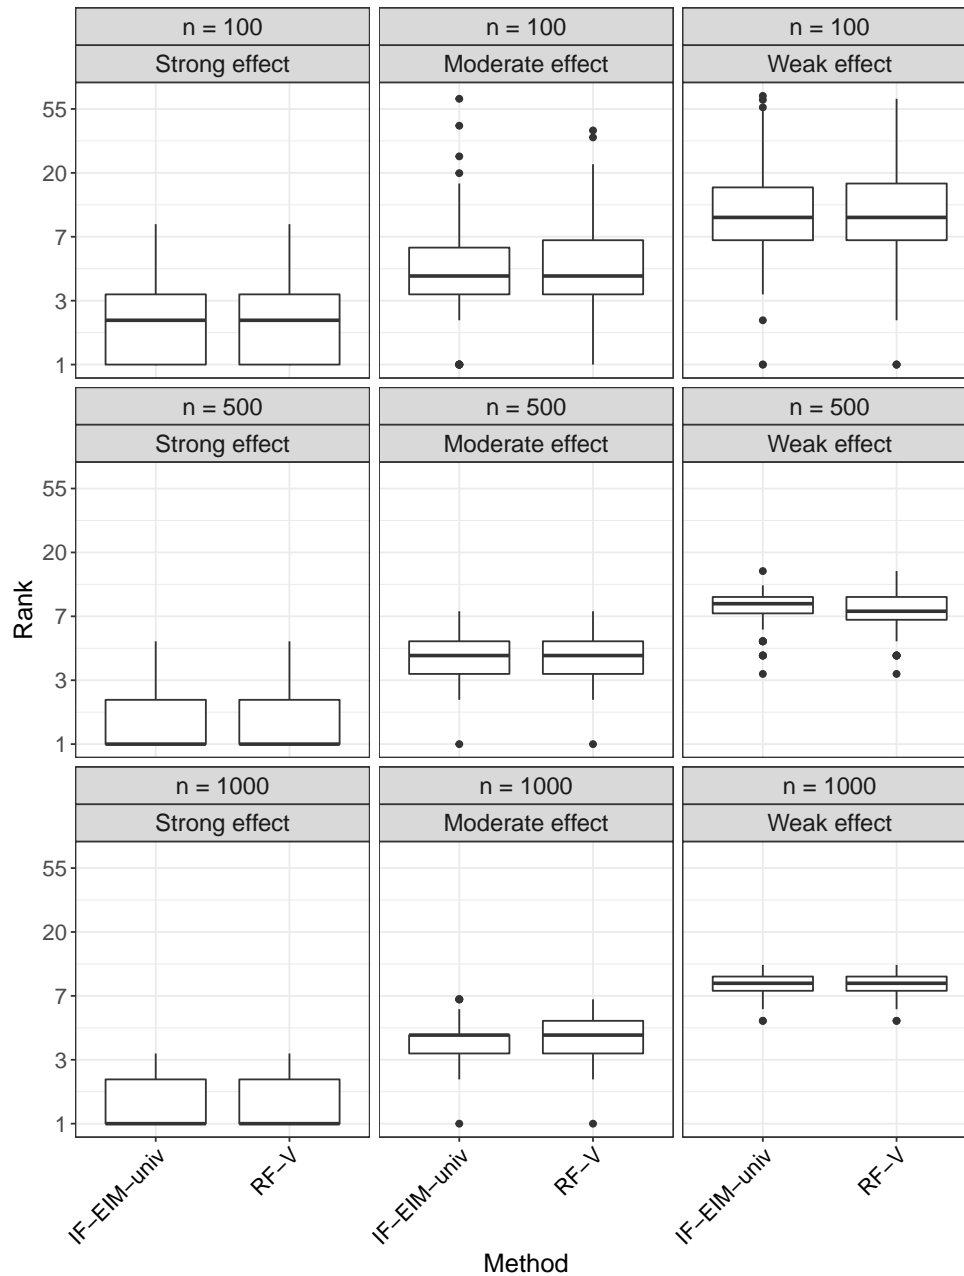 n = 100
n = 100
n = 100
Strong effect
Moderate effect
Weak effect
55
20
7
3
1
n = 500
n = 500
n = 500
Strong effect
Moderate effect
Weak effect
55
20
7
3
1
Rank
n = 1000
n = 1000
n = 1000
Strong effect
Moderate effect
Weak effect
55
20
7
3
1
IF−EIM−univ
RF−V
IF−EIM−univ
RF−V
IF−EIM−univ
RF−V
Method